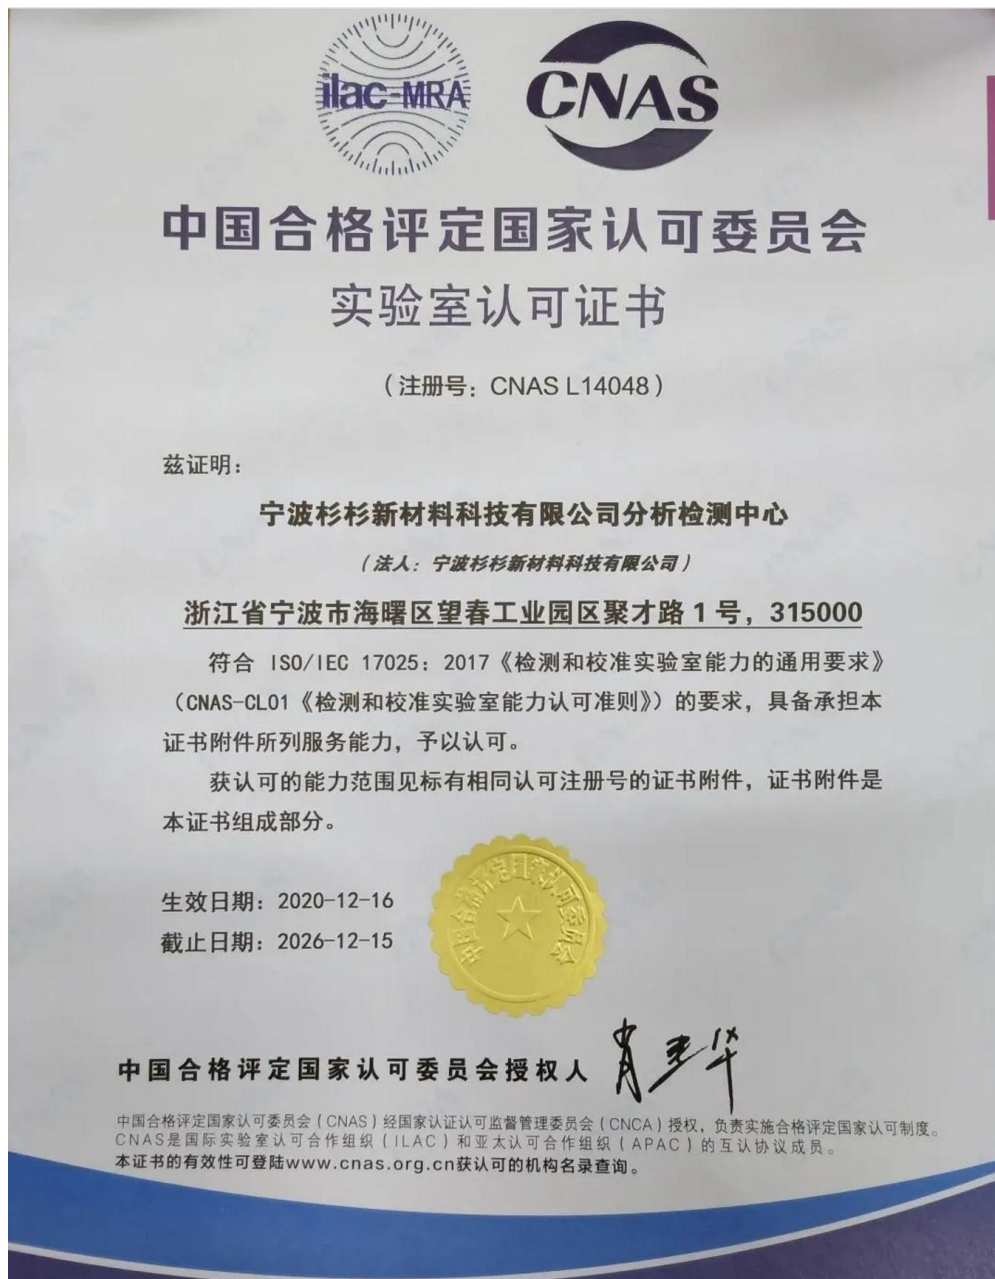 ilac-MRA
CNAS
中国合格评定国家认可委员会
实验室认可证书
（注册号：CNAS L14048）
兹证明：
宁波杉杉新材料科技有限公司分析检测中心
（法人：宁波杉杉新材料科技有限公司）
浙江省宁波市海曙区望春工业园区聚才路 1 号，315000
符合 ISO/IEC 17025：2017《检测和校准实验室能力的通用要求》
（CNAS-CL01《检测和校准实验室能力认可准则》）的要求，具备承担本
证书附件所列服务能力，予以认可。
获认可的能力范围见标有相同认可注册号的证书附件，证书附件是
本证书组成部分。
中国合格评定国家认可委员会
生效日期：2020-12-16
截止日期：2026-12-15
中国合格评定国家认可委员会授权人
中国合格评定国家认可委员会（CNAS）经国家认证认可监督管理委员会（CNCA）授权，负责实施合格评定国家认可制度。
CNAS是国际实验室认可合作组织（ILAC）和亚太认可合作组织（APAC）的互认协议成员。
本证书的有效性可登陆www.cnas.org.cn获认可的机构名录查询。